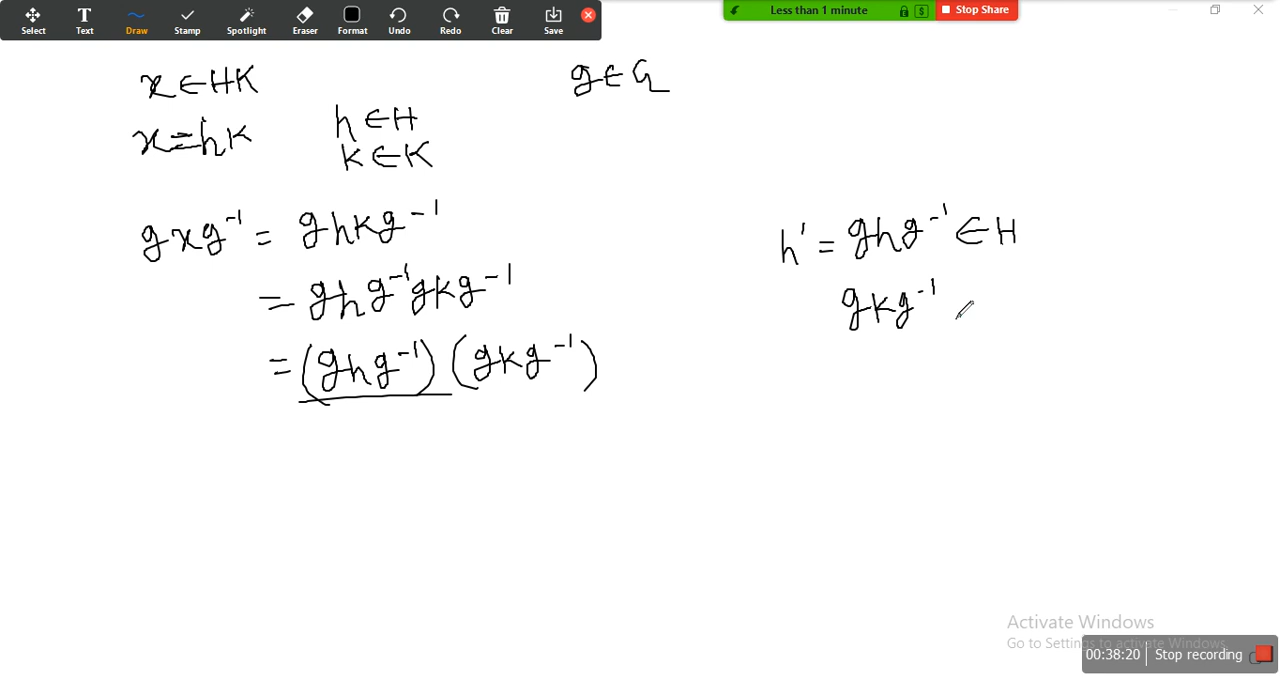 Select Text Draw Stamp Spotlight Eraser Format Undo Redo Clear Save
Less than 1 minute Stop Share
x ∈ HK
g ∈ G
x = hk
h ∈ H
k ∈ K
gxg⁻¹ = ghkg⁻¹
= ghg⁻¹gkg⁻¹
= (ghg⁻¹)(gkg⁻¹)
h' = ghg⁻¹ ∈ H
gkg⁻¹
Activate Windows
Go to Settings to activate Windows.
00:38:20 Stop recording